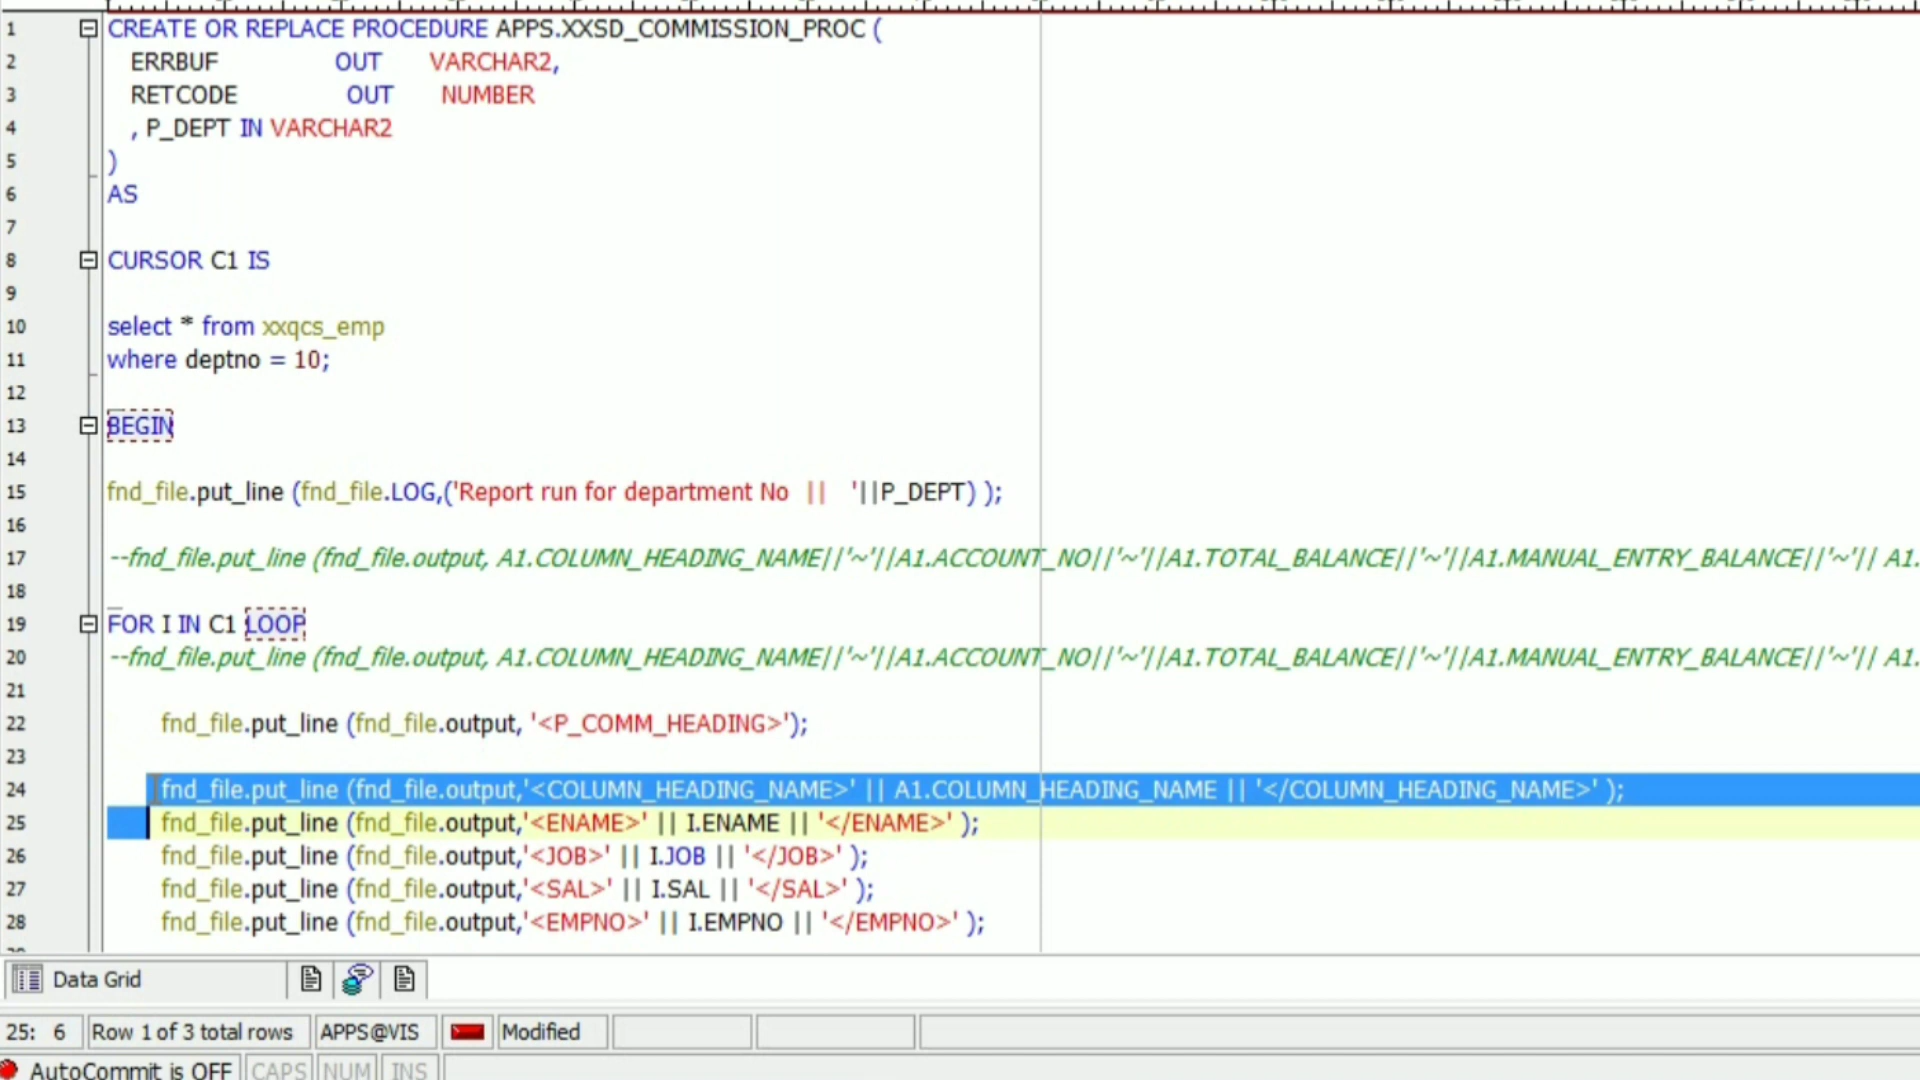 1 CREATE OR REPLACE PROCEDURE APPS.XXSD_COMMISSION_PROC (
2 ERRBUF OUT VARCHAR2,
3 RETCODE OUT NUMBER
4 , P_DEPT IN VARCHAR2
5 )
6 AS
7
8 CURSOR C1 IS
9
10 select * from xxqcs_emp
11 where deptno = 10;
12
13 BEGIN
14
15 fnd_file.put_line (fnd_file.LOG,('Report run for department No || '||P_DEPT) );
16
17 --fnd_file.put_line (fnd_file.output, A1.COLUMN_HEADING_NAME||'~'||A1.ACCOUNT_NO||'~'||A1.TOTAL_BALANCE||'~'||A1.MANUAL_ENTRY_BALANCE||'~'|| A1.
18
19 FOR I IN C1 LOOP
20 --fnd_file.put_line (fnd_file.output, A1.COLUMN_HEADING_NAME||'~'||A1.ACCOUNT_NO||'~'||A1.TOTAL_BALANCE||'~'||A1.MANUAL_ENTRY_BALANCE||'~'|| A1.
21
22 fnd_file.put_line (fnd_file.output, '<P_COMM_HEADING>');
23
24 fnd_file.put_line (fnd_file.output,'<COLUMN_HEADING_NAME>' || A1.COLUMN_HEADING_NAME || '</COLUMN_HEADING_NAME>' );
25 fnd_file.put_line (fnd_file.output,'<ENAME>' || I.ENAME || '</ENAME>' );
26 fnd_file.put_line (fnd_file.output,'<JOB>' || I.JOB || '</JOB>' );
27 fnd_file.put_line (fnd_file.output,'<SAL>' || I.SAL || '</SAL>' );
28 fnd_file.put_line (fnd_file.output,'<EMPNO>' || I.EMPNO || '</EMPNO>' );
Data Grid
25: 6 Row 1 of 3 total rows APPS@VIS Modified
AutoCommit is OFF CAPS NUM INS